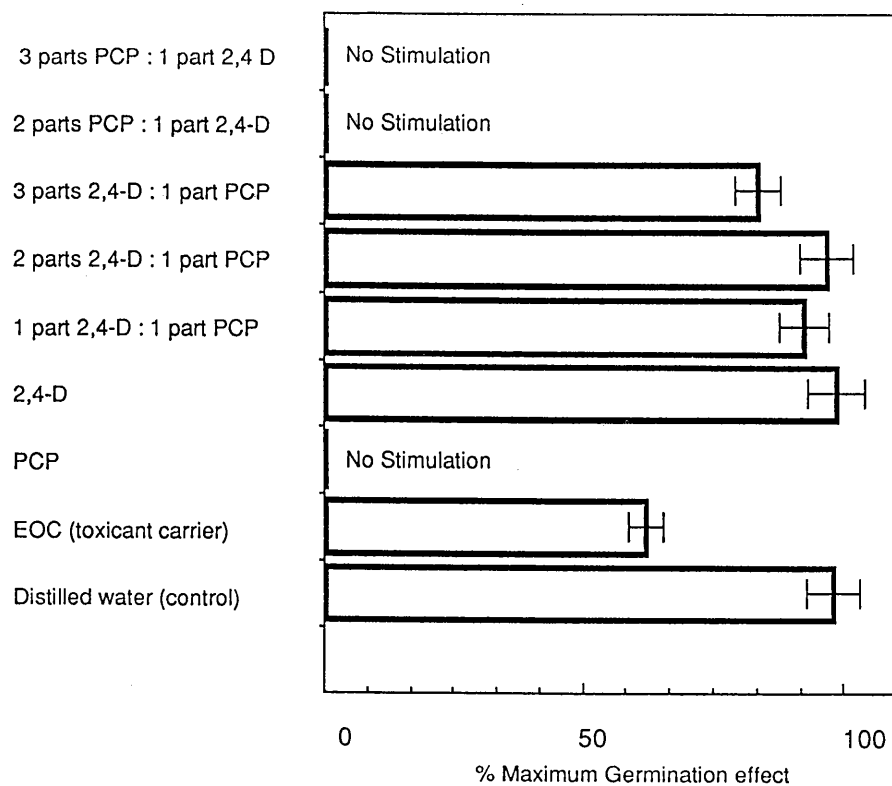 3 parts PCP : 1 part 2,4 D No Stimulation
2 parts PCP : 1 part 2,4-D No Stimulation
3 parts 2,4-D : 1 part PCP
2 parts 2,4-D : 1 part PCP
1 part 2,4-D : 1 part PCP
2,4-D
PCP No Stimulation
EOC (toxicant carrier)
Distilled water (control)
0 50 100
% Maximum Germination effect